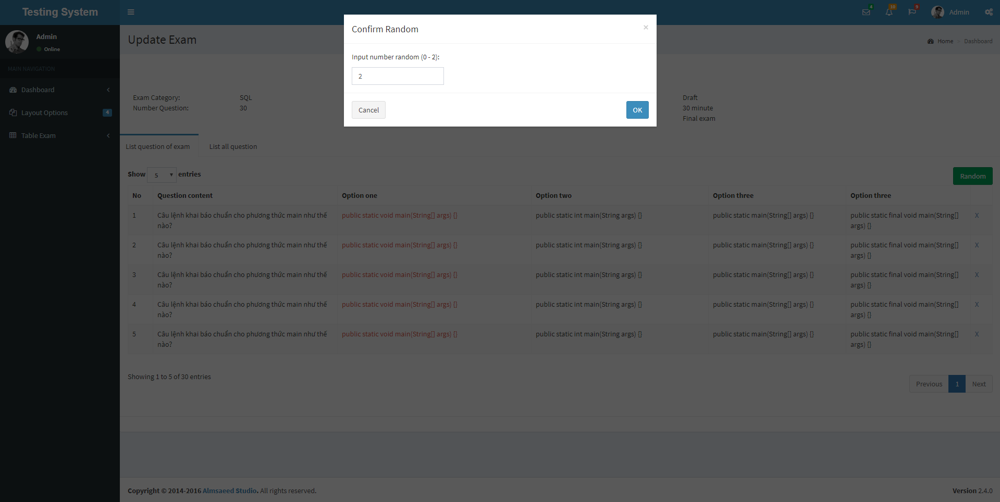 Testing System
4
10
9
Admin
Admin
Online
MAIN NAVIGATION
Dashboard
Layout Options 4
Table Exam
Update Exam
Home > Dashboard
Confirm Random ×
Input number random (0 - 2):
2
Cancel OK
Exam Category: SQL Draft
Number Question: 30 30 minute
Final exam
List question of exam List all question
Show 5 entries Random
No Question content Option one Option two Option three Option three
1 Câu lệnh khai báo chuẩn cho phương thức main như thế public static void main(String[] args) {} public static int main(String args) {} public static main(String[] args) {} public static final void main(String[] X
nào? args) {}
2 Câu lệnh khai báo chuẩn cho phương thức main như thế public static void main(String[] args) {} public static int main(String args) {} public static main(String[] args) {} public static final void main(String[] X
nào? args) {}
3 Câu lệnh khai báo chuẩn cho phương thức main như thế public static void main(String[] args) {} public static int main(String args) {} public static main(String[] args) {} public static final void main(String[] X
nào? args) {}
4 Câu lệnh khai báo chuẩn cho phương thức main như thế public static void main(String[] args) {} public static int main(String args) {} public static main(String[] args) {} public static final void main(String[] X
nào? args) {}
5 Câu lệnh khai báo chuẩn cho phương thức main như thế public static void main(String[] args) {} public static int main(String args) {} public static main(String[] args) {} public static final void main(String[] X
nào? args) {}
Showing 1 to 5 of 30 entries
Previous 1 Next
Copyright © 2014-2016 Almsaeed Studio. All rights reserved. Version 2.4.0